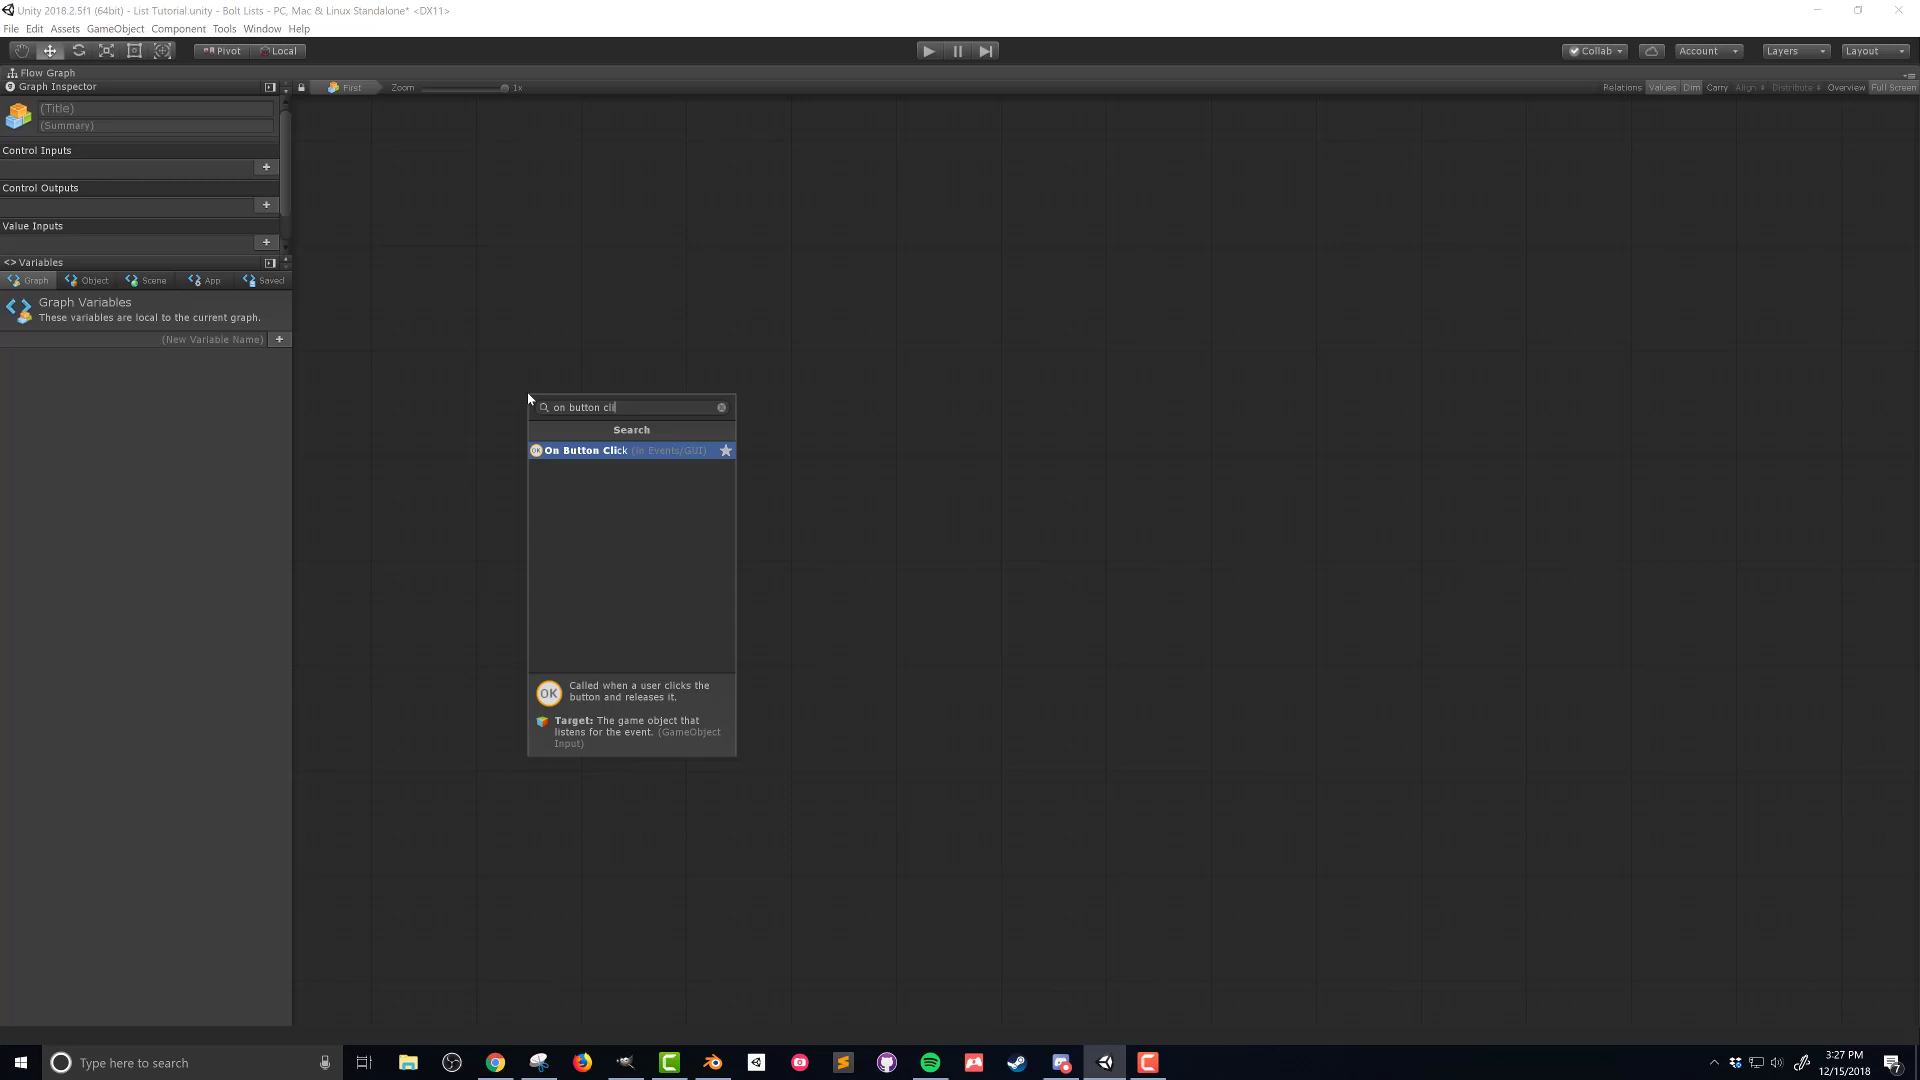 Unity 2018.2.5f1 (64bit) - List Tutorial.unity - Bolt Lists - PC, Mac & Linux Standalone* <DX11>
File Edit Assets GameObject Component Tools Window Help
Pivot Local Collab Account Layers Layout
Flow Graph
Graph Inspector
First Zoom 1x Relations Values Dim Carry Align Distribute Overview Full Screen
(Title)
(Summary)
Control Inputs
+
Control Outputs
+
Value Inputs
+
<> Variables
Graph Object Scene App Saved
Graph Variables
These variables are local to the current graph.
(New Variable Name) +
on button cli
Search
OK On Button Click (in Events/GUI)
OK
Called when a user clicks the
button and releases it.
Target: The game object that
listens for the event. (GameObject
Input)
Type here to search
3:27 PM
12/15/2018
7